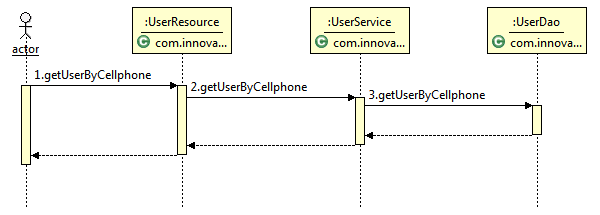 :UserResource
com.innova...
:UserService
com.innova...
:UserDao
com.innova...
actor
1.getUserByCellphone
2.getUserByCellphone
3.getUserByCellphone